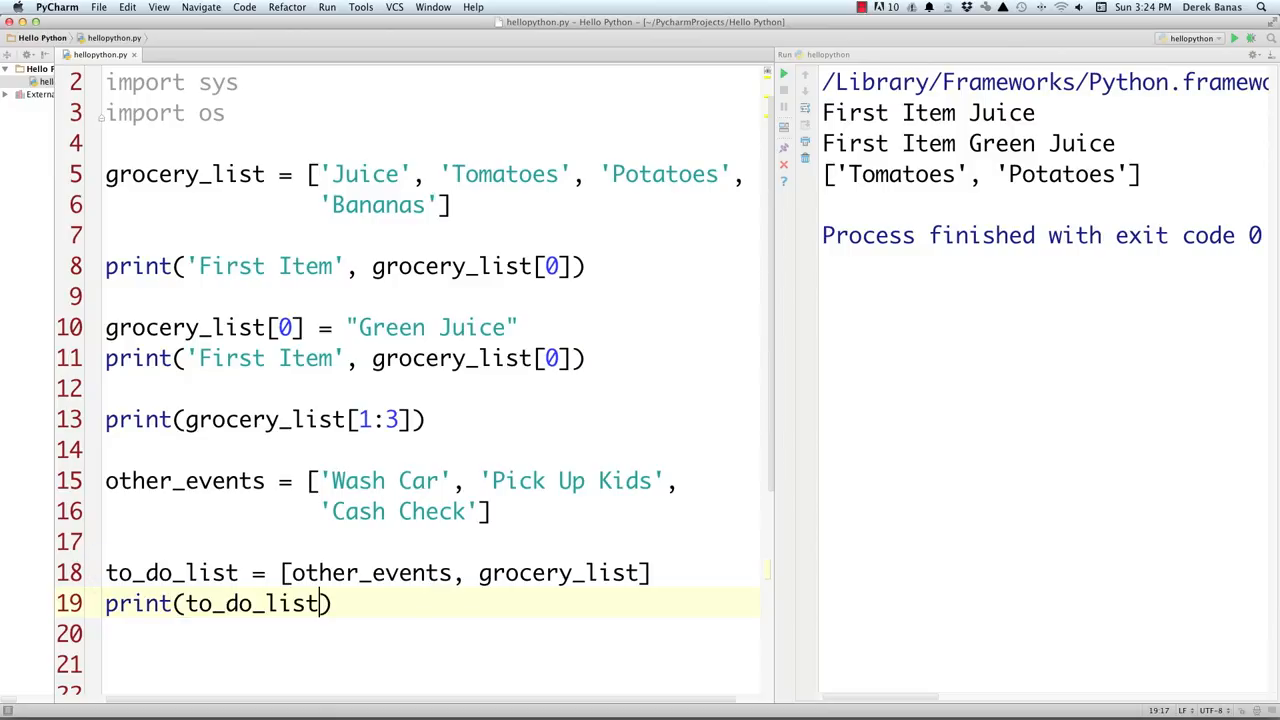 PyCharm File Edit View Navigate Code Refactor Run Tools VCS Window Help 10 Sun 3:24 PM Derek Banas
hellopython.py - Hello Python - [~/PycharmProjects/Hello Python]
Hello Python hellopython.py hellopython
hellopython.py × Run hellopython
Hello P
hell
Externa
2 import sys
3 import os
4
5 grocery_list = ['Juice', 'Tomatoes', 'Potatoes',
6 'Bananas']
7
8 print('First Item', grocery_list[0])
9
10 grocery_list[0] = "Green Juice"
11 print('First Item', grocery_list[0])
12
13 print(grocery_list[1:3])
14
15 other_events = ['Wash Car', 'Pick Up Kids',
16 'Cash Check']
17
18 to_do_list = [other_events, grocery_list]
19 print(to_do_list)
20
21
22
/Library/Frameworks/Python.framewo
First Item Juice
First Item Green Juice
['Tomatoes', 'Potatoes']
Process finished with exit code 0
19:17 LF UTF-8